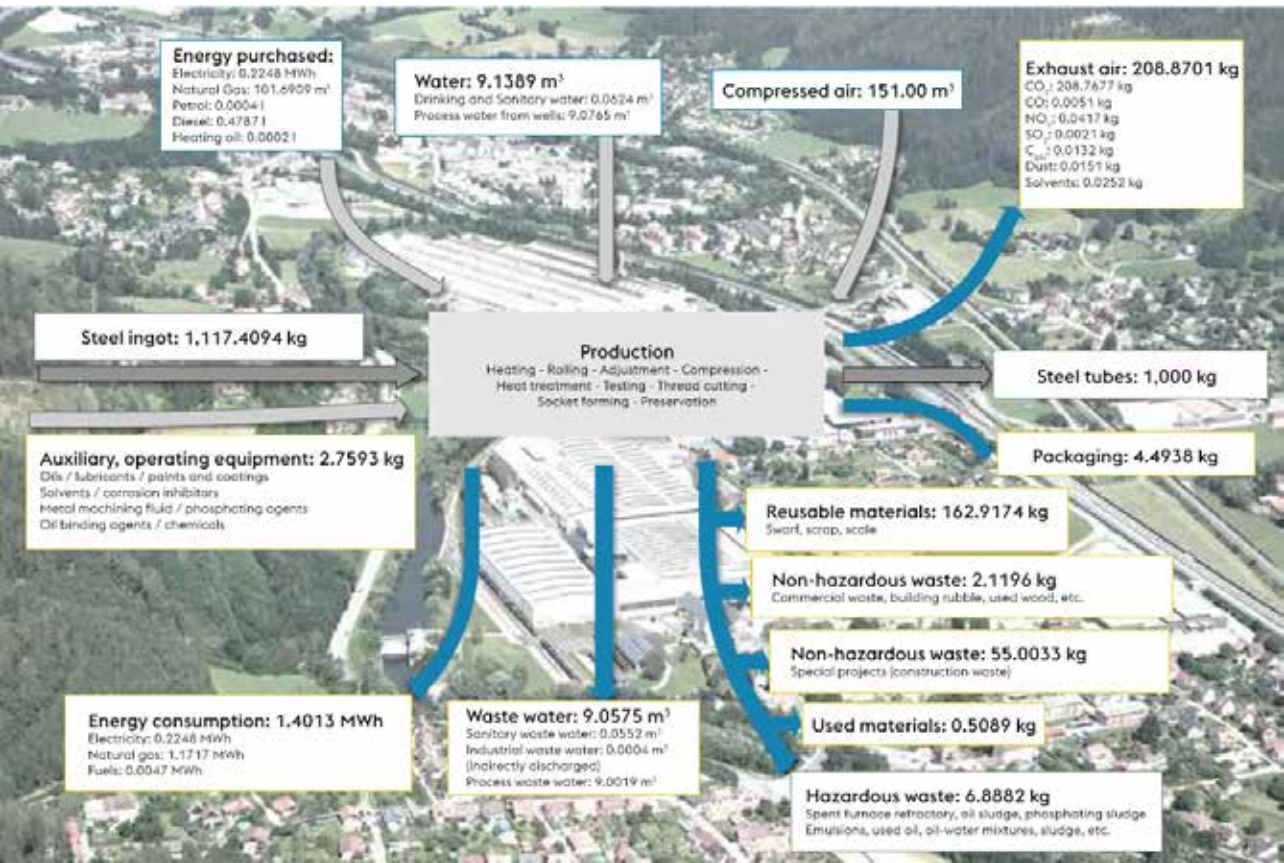 Energy purchased:
Electricity: 0.2248 MWh
Natural Gas: 101.6909 m³
Petrol: 0.0004 l
Diesel: 0.4787 l
Heating oil: 0.0002 l
Water: 9.1389 m³
Drinking and Sanitary water: 0.0624 m³
Process water from wells: 9.0765 m³
Compressed air: 151.00 m³
Exhaust air: 208.8701 kg
CO₂: 208.7677 kg
CO: 0.0051 kg
NOₓ: 0.0417 kg
SO₂: 0.0021 kg
0.0132 kg
Dust: 0.0151 kg
Solvents: 0.0252 kg
Steel ingot: 1,117.4094 kg
Production
Heating - Rolling - Adjustment - Compression -
Heat treatment - Testing - Thread cutting -
Socket forming - Preservation
Steel tubes: 1,000 kg
Auxiliary, operating equipment: 2.7593 kg
Oils / lubricants / paints and coatings
Solvents / corrosion inhibitors
Metal machining fluid / phosphating agents
Oil binding agents / chemicals
Packaging: 4.4938 kg
Reusable materials: 162.9174 kg
Swarf, scrap, scale
Non-hazardous waste: 2.1196 kg
Commercial waste, building rubble, used wood, etc.
Non-hazardous waste: 55.0033 kg
Special projects (construction waste)
Used materials: 0.5089 kg
Energy consumption: 1.4013 MWh
Electricity: 0.2248 MWh
Natural gas: 1.1717 MWh
Fuels: 0.0047 MWh
Waste water: 9.0575 m³
Sanitary waste water: 0.0552 m³
Industrial waste water: 0.0004 m³
(Indirectly discharged)
Process waste water: 9.0019 m³
Hazardous waste: 6.8882 kg
Spent furnace refractory, oil sludge, phosphating sludge
Emulsions, used oil, oil-water mixtures, sludge, etc.